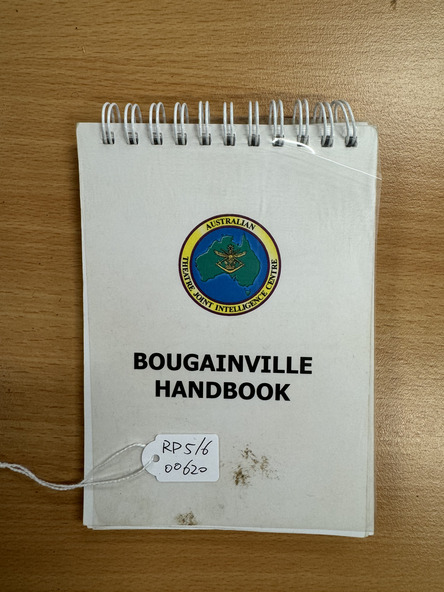 AUSTRALIAN
THEATRE JOINT INTELLIGENCE CENTRE
BOUGAINVILLE
HANDBOOK
RP5/6
00620